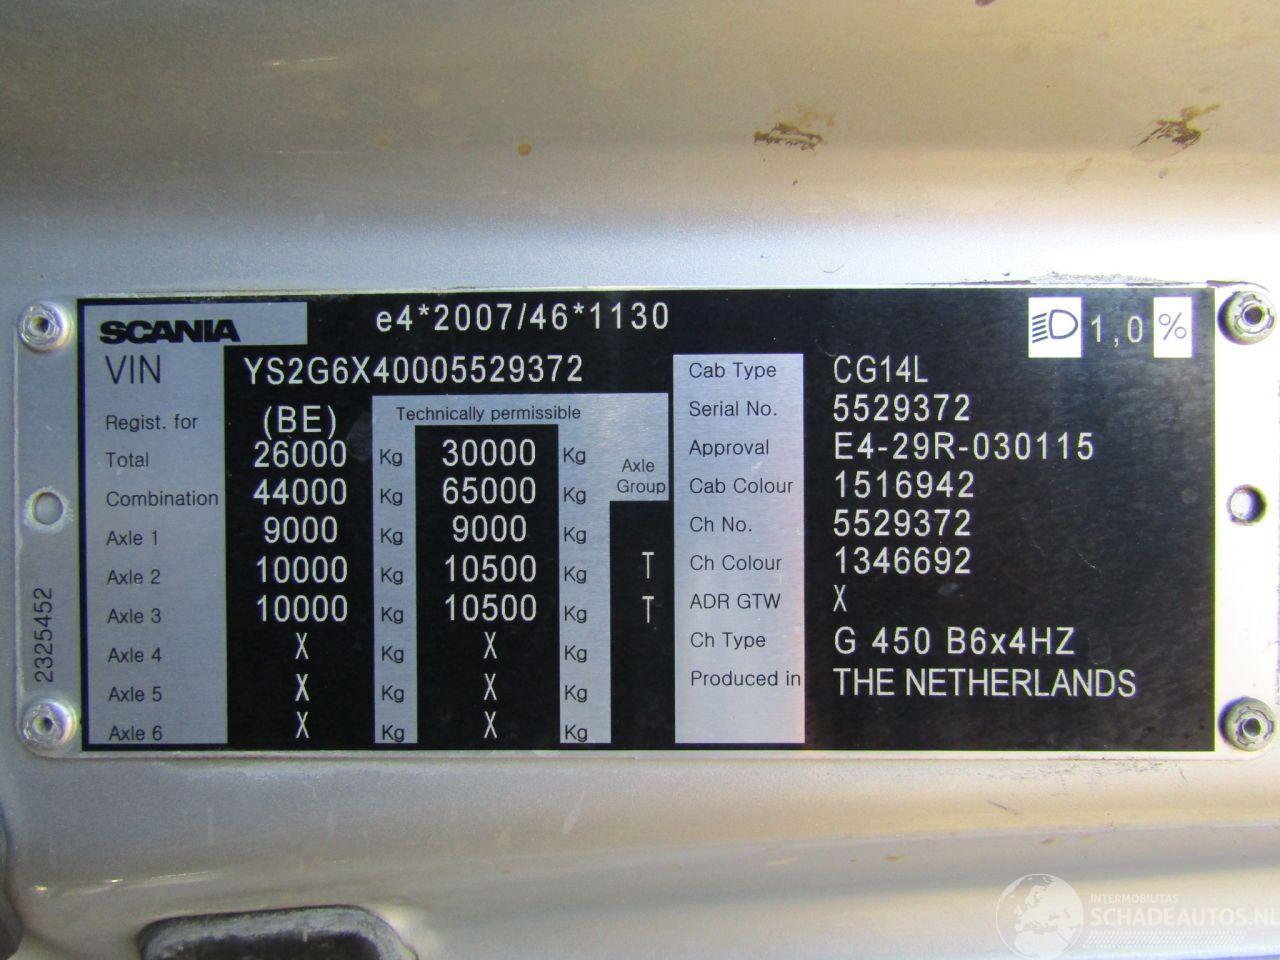 SCANIA e4*2007/46*1130 1,0 %
VIN YS2G6X40005529372 Cab Type CG14L
Regist. for (BE) Technically permissible Serial No. 5529372
Total 26000 Kg 30000 Kg Axle Group Approval E4-29R-030115
Combination 44000 Kg 65000 Kg Cab Colour 1516942
Axle 1 9000 Kg 9000 Kg Ch No. 5529372
Axle 2 10000 Kg 10500 Kg T Ch Colour 1346692
Axle 3 10000 Kg 10500 Kg T ADR GTW X
Axle 4 X Kg X Kg Ch Type G 450 B6x4HZ
Axle 5 X Kg X Kg Produced in THE NETHERLANDS
Axle 6 X Kg X Kg
2325452
INTERMOBILITAS
SCHADEAUTOS.NL